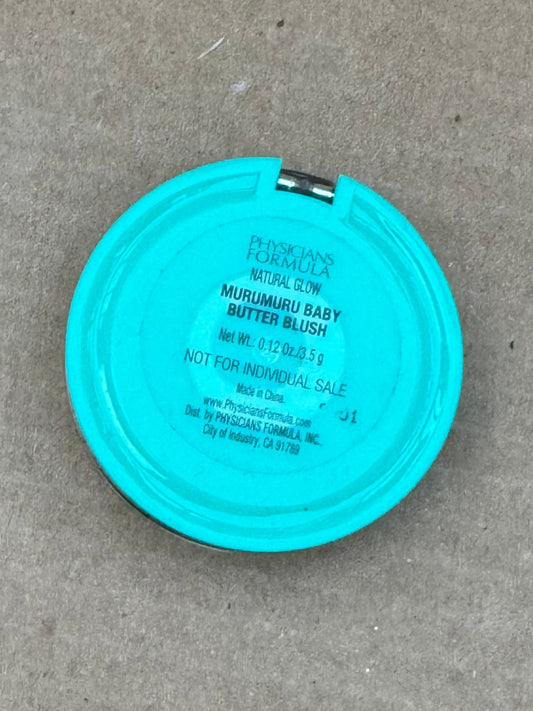 PHYSICIANS
FORMULA
NATURAL GLOW
MURUMURU BABY
BUTTER BLUSH
Net Wt.: 0.12 Oz./3.5 g
NOT FOR INDIVIDUAL SALE
Made in China.
www.PhysiciansFormula.com
Dist. by PHYSICIANS FORMULA, INC.,
City of Industry, CA 91789